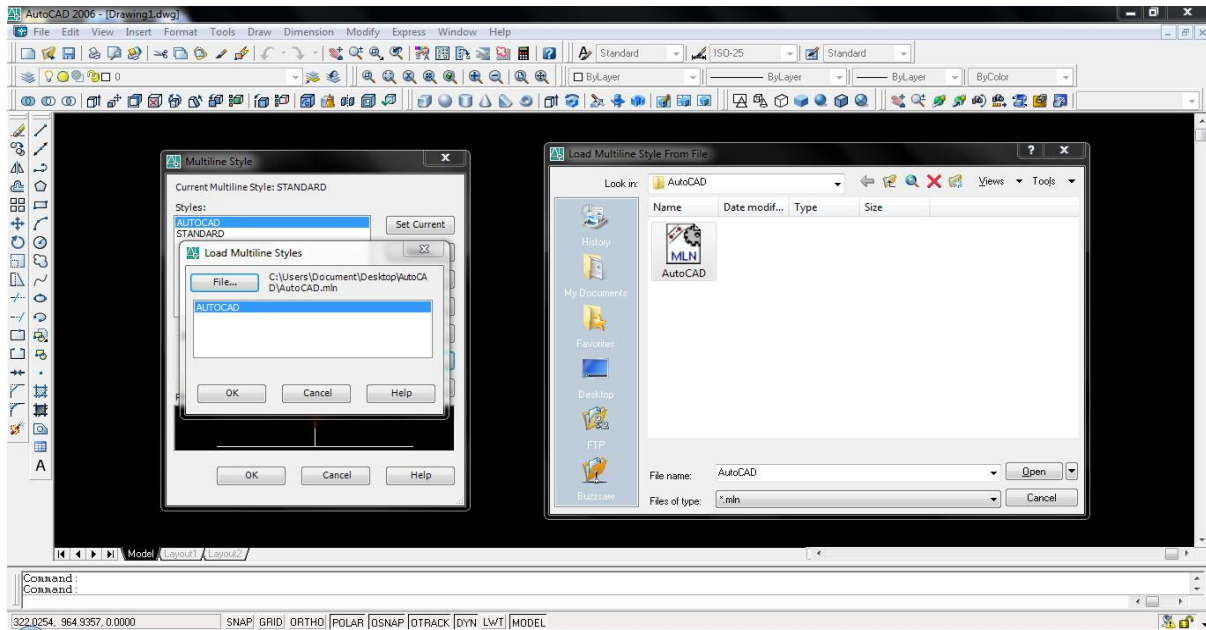 AutoCAD 2006 - [Drawing1.dwg]
File Edit View Insert Format Tools Draw Dimension Modify Express Window Help
Standard ISO-25 Standard
0 ByLayer ByLayer ByLayer ByColor
Multiline Style
Current Multiline Style: STANDARD
Styles:
AUTOCAD
STANDARD
Set Current
Load Multiline Styles
File...
C:\Users\Document\Desktop\AutoCA
D\AutoCAD.mln
AUTOCAD
OK Cancel Help
OK Cancel Help
Load Multiline Style From File
Look in: AutoCAD Views Tools
Name Date modif... Type Size
MLN
AutoCAD
History
My Documents
Favorites
Desktop
FTP
Buzzsaw
File name: AutoCAD Open
Files of type: *.mln Cancel
Model Layout1 Layout2
Command:
Command:
322.0254, 964.9357, 0.0000 SNAP GRID ORTHO POLAR OSNAP OTRACK DYN LWT MODEL